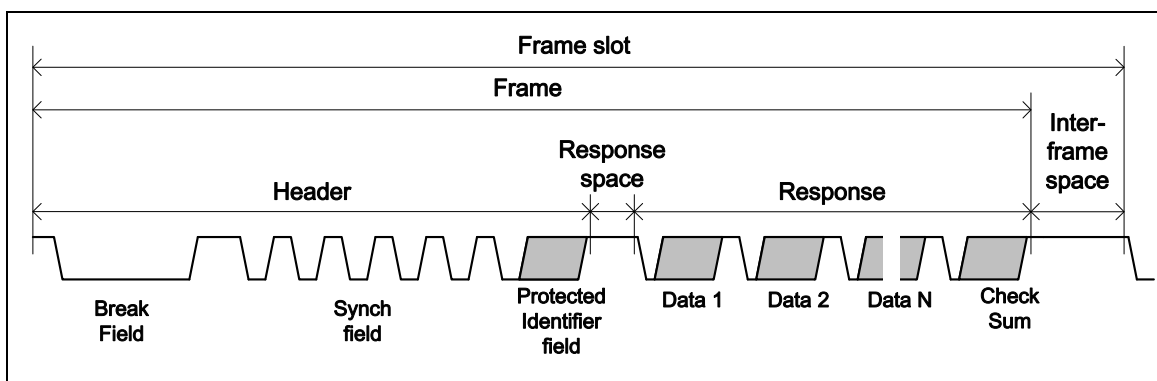 Frame slot
Frame
Inter-
frame
space
Response
space
Header
Response
Break
Field
Synch
field
Protected
Identifier
field
Data 1
Data 2
Data N
Check
Sum